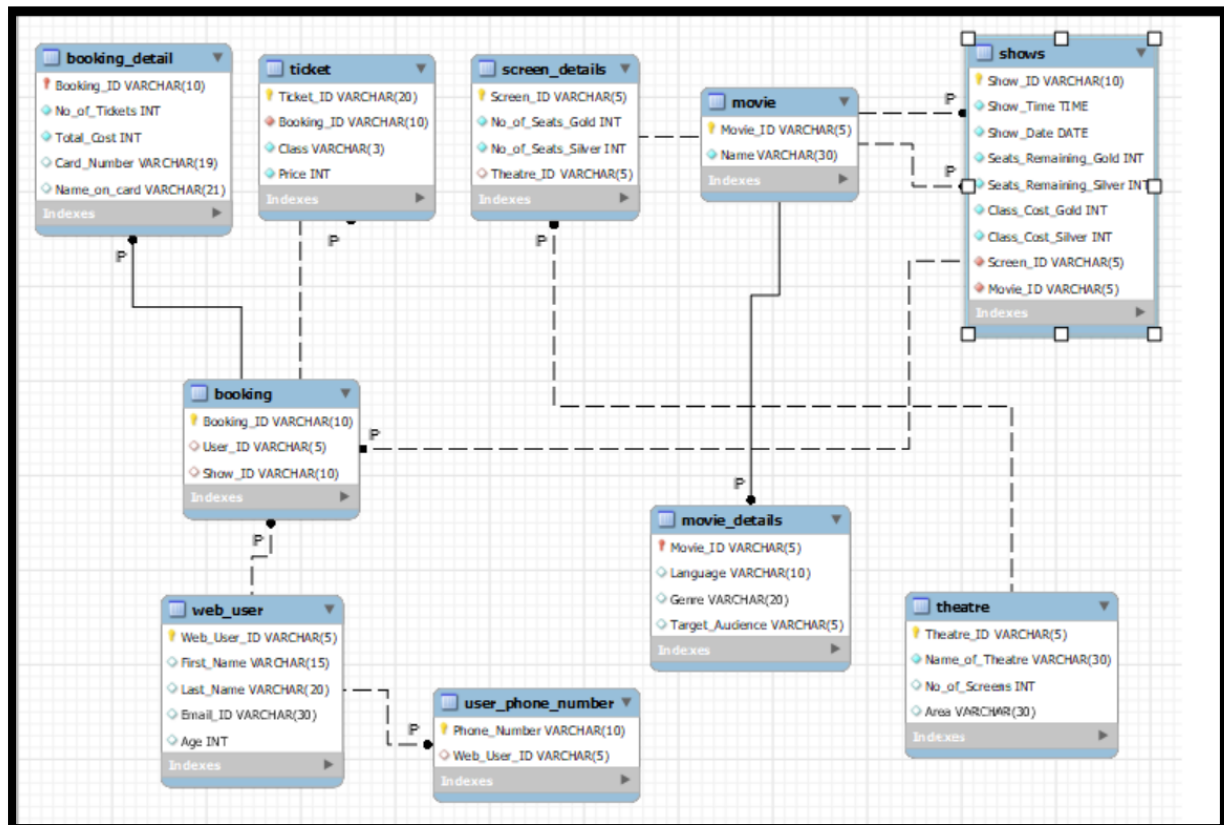 booking_detail
Booking_ID VARCHAR(10)
No_of_Tickets INT
Total_Cost INT
Card_Number VARCHAR(19)
Name_on_card VARCHAR(21)
Indexes
ticket
Ticket_ID VARCHAR(20)
Booking_ID VARCHAR(10)
Class VARCHAR(3)
Price INT
Indexes
screen_details
Screen_ID VARCHAR(5)
No_of_Seats_Gold INT
No_of_Seats_Silver INT
Theatre_ID VARCHAR(5)
Indexes
movie
Movie_ID VARCHAR(5)
Name VARCHAR(30)
Indexes
shows
Show_ID VARCHAR(10)
Show_Time TIME
Show_Date DATE
Seats_Remaining_Gold INT
Seats_Remaining_Silver INT
Class_Cost_Gold INT
Class_Cost_Silver INT
Screen_ID VARCHAR(5)
Movie_ID VARCHAR(5)
Indexes
P
P
P
P
P
booking
Booking_ID VARCHAR(10)
User_ID VARCHAR(5)
Show_ID VARCHAR(10)
Indexes
P
P
P
movie_details
Movie_ID VARCHAR(5)
Language VARCHAR(10)
Genre VARCHAR(20)
Target_Audience VARCHAR(5)
Indexes
web_user
Web_User_ID VARCHAR(5)
First_Name VARCHAR(15)
Last_Name VARCHAR(20)
Email_ID VARCHAR(30)
Age INT
Indexes
P
user_phone_number
Phone_Number VARCHAR(10)
Web_User_ID VARCHAR(5)
Indexes
theatre
Theatre_ID VARCHAR(5)
Name_of_Theatre VARCHAR(30)
No_of_Screens INT
Area VARCHAR(30)
Indexes